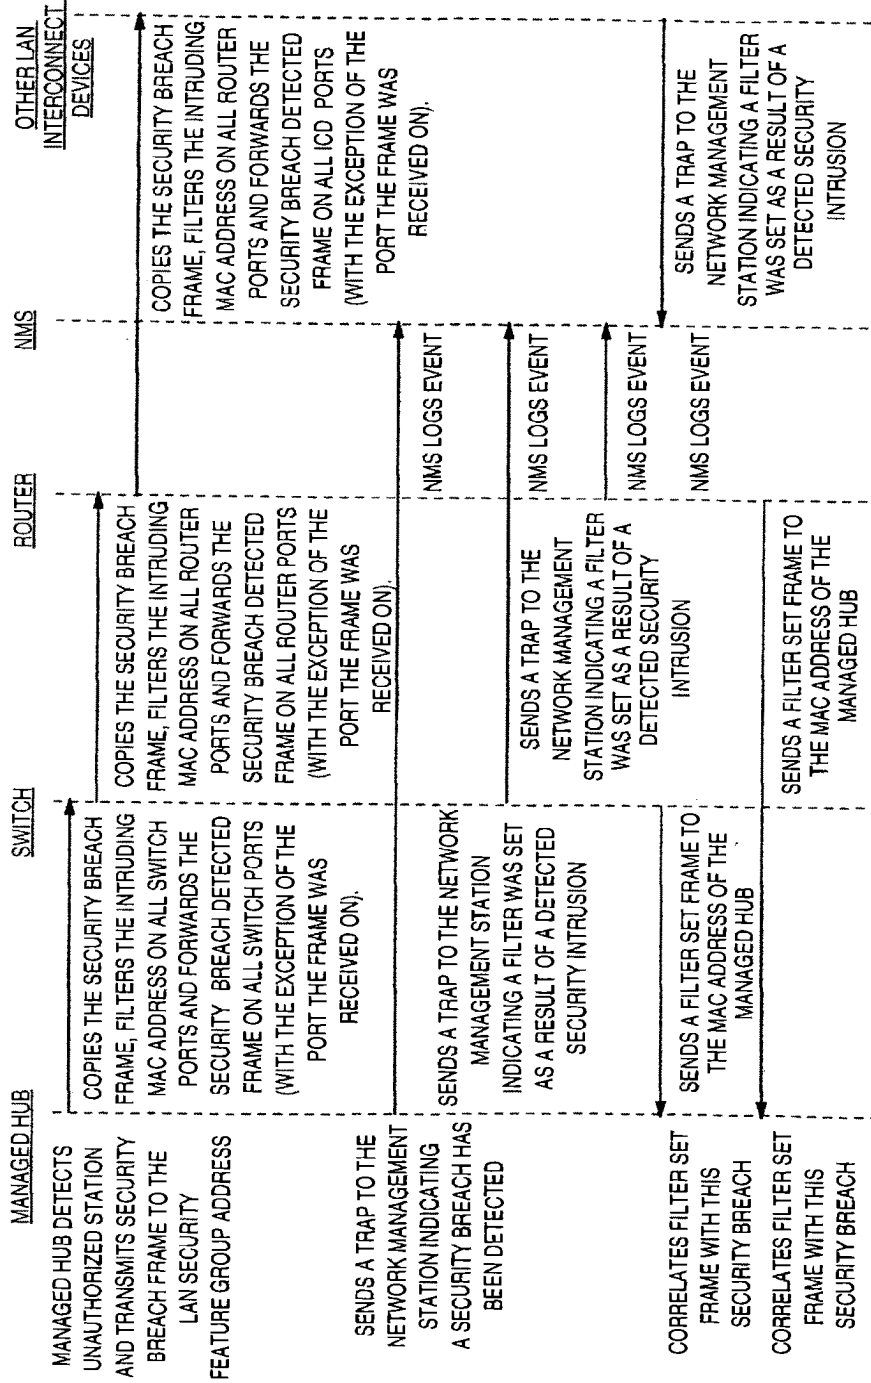 MANAGED HUB
MANAGED HUB DETECTS
UNAUTHORIZED STATION
AND TRANSMITS SECURITY
BREACH FRAME TO THE
LAN SECURITY
FEATURE GROUP ADDRESS
SENDS A TRAP TO THE
NETWORK MANAGEMENT
STATION INDICATING
A SECURITY BREACH HAS
BEEN DETECTED
CORRELATES FILTER SET
FRAME WITH THIS
SECURITY BREACH
CORRELATES FILTER SET
FRAME WITH THIS
SECURITY BREACH
SWITCH
COPIES THE SECURITY BREACH
FRAME, FILTERS THE INTRUDING
MAC ADDRESS ON ALL SWITCH
PORTS AND FORWARDS THE
SECURITY BREACH DETECTED
FRAME ON ALL SWITCH PORTS
(WITH THE EXCEPTION OF THE
PORT THE FRAME WAS
RECEIVED ON).
SENDS A TRAP TO THE NETWORK
MANAGEMENT STATION
INDICATING A FILTER WAS SET
AS A RESULT OF A DETECTED
SECURITY INTRUSION
SENDS A FILTER SET FRAME TO
THE MAC ADDRESS OF THE
MANAGED HUB
ROUTER
COPIES THE SECURITY BREACH
FRAME, FILTERS THE INTRUDING
MAC ADDRESS ON ALL ROUTER
PORTS AND FORWARDS THE
SECURITY BREACH DETECTED
FRAME ON ALL ROUTER PORTS
(WITH THE EXCEPTION OF THE
PORT THE FRAME WAS
RECEIVED ON).
SENDS A TRAP TO THE
NETWORK MANAGEMENT
STATION INDICATING A FILTER
WAS SET AS A RESULT OF A
DETECTED SECURITY
INTRUSION
SENDS A FILTER SET FRAME TO
THE MAC ADDRESS OF THE
MANAGED HUB
NMS
NMS LOGS EVENT
NMS LOGS EVENT
NMS LOGS EVENT
NMS LOGS EVENT
OTHER LAN
INTERCONNECT
DEVICES
COPIES THE SECURITY BREACH
FRAME, FILTERS THE INTRUDING
MAC ADDRESS ON ALL ROUTER
PORTS AND FORWARDS THE
SECURITY BREACH DETECTED
FRAME ON ALL ICD PORTS
(WITH THE EXCEPTION OF THE
PORT THE FRAME WAS
RECEIVED ON).
SENDS A TRAP TO THE
NETWORK MANAGEMENT
STATION INDICATING A FILTER
WAS SET AS A RESULT OF A
DETECTED SECURITY
INTRUSION